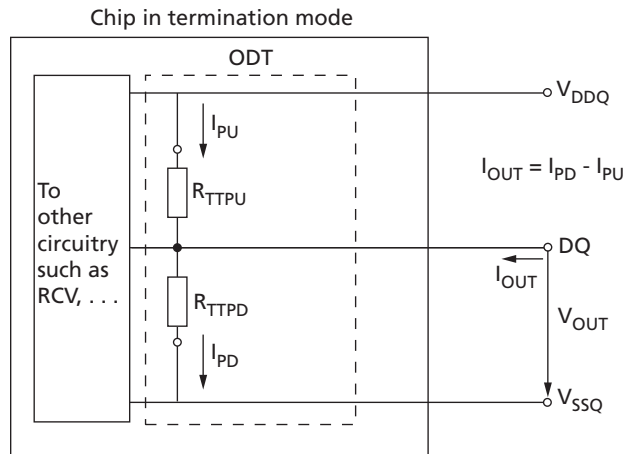 Chip in termination mode
ODT
V_DDQ
I_PU
I_OUT = I_PD - I_PU
R_TTPU
To
other
circuitry
such as
RCV, . . .
DQ
I_OUT
R_TTPD
V_OUT
I_PD
V_SSQ